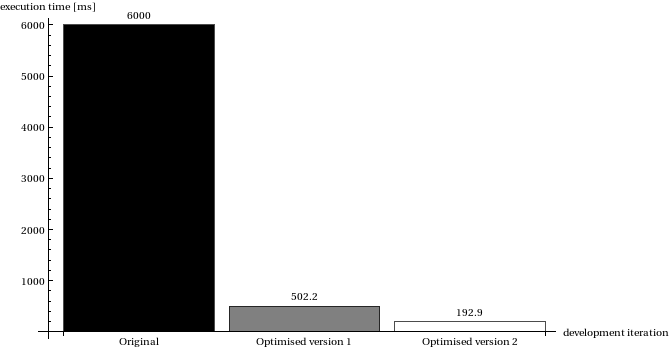 execution time [ms]
6000
6000
5000
4000
3000
2000
1000
502.2
192.9
Original
Optimised version 1
Optimised version 2
development iteration